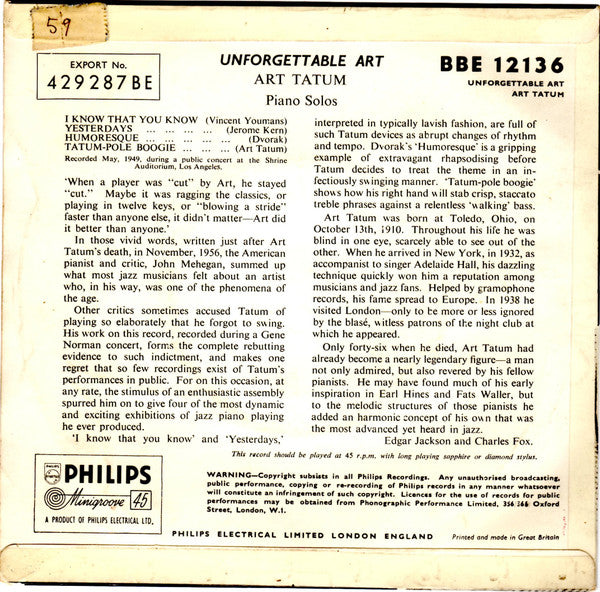 59
EXPORT No.
429287 BE
UNFORGETTABLE ART
ART TATUM
Piano Solos
BBE 12136
UNFORGETTABLE ART
ART TATUM
I KNOW THAT YOU KNOW (Vincent Youmans)
YESTERDAYS ... ... ... ... (Jerome Kern)
HUMORESQUE ... ... ... ... (Dvorak)
TATUM-POLE BOOGIE ... ... (Art Tatum)
Recorded May, 1949, during a public concert at the Shrine
Auditorium, Los Angeles.
'When a player was "cut" by Art, he stayed
"cut." Maybe it was ragging the classics, or
playing in twelve keys, or "blowing a stride"
faster than anyone else, it didn't matter—Art did
it better than anyone.'
In those vivid words, written just after Art
Tatum's death, in November, 1956, the American
pianist and critic, John Mehegan, summed up
what most jazz musicians felt about an artist
who, in his way, was one of the phenomena of
the age.
Other critics sometimes accused Tatum of
playing so elaborately that he forgot to swing.
His work on this record, recorded during a Gene
Norman concert, forms the complete rebutting
evidence to such indictment, and makes one
regret that so few recordings exist of Tatum's
performances in public. For on this occasion, at
any rate, the stimulus of an enthusiastic assembly
spurred him on to give four of the most dynamic
and exciting exhibitions of jazz piano playing
he ever produced.
'I know that you know' and 'Yesterdays,'
interpreted in typically lavish fashion, are full of
such Tatum devices as abrupt changes of rhythm
and tempo. Dvorak's 'Humoresque' is a gripping
example of extravagant rhapsodising before
Tatum decides to treat the theme in an in-
fectiously swinging manner. 'Tatum-pole boogie'
shows how his right hand will stab crisp, staccato
treble phrases against a relentless 'walking' bass.
Art Tatum was born at Toledo, Ohio, on
October 13th, 1910. Throughout his life he was
blind in one eye, scarcely able to see out of the
other. When he arrived in New York, in 1932, as
accompanist to singer Adelaide Hall, his dazzling
technique quickly won him a reputation among
musicians and jazz fans. Helped by gramophone
records, his fame spread to Europe. In 1938 he
visited London—only to be more or less ignored
by the blasé, witless patrons of the night club at
which he appeared.
Only forty-six when he died, Art Tatum had
already become a nearly legendary figure—a man
not only admired, but also revered by his fellow
pianists. He may have found much of his early
inspiration in Earl Hines and Fats Waller, but
to the melodic structures of those pianists he
added an harmonic concept of his own that was
the most advanced yet heard in jazz.
Edgar Jackson and Charles Fox.
This record should be played at 45 r.p.m. with long playing sapphire or diamond stylus.
PHILIPS
PHILIPS
Minigroove 45
A PRODUCT OF PHILIPS ELECTRICAL LTD.
WARNING—Copyright subsists in all Philips Recordings. Any unauthorised broadcasting,
public performance, copying or re-recording of Philips records in any manner whatsoever
will constitute an infringement of such copyright. Licences for the use of records for public
performances may be obtained from Phonographic Performance Limited, 356/366 Oxford
Street, London, W.1.
PHILIPS ELECTRICAL LIMITED LONDON ENGLAND
Printed and made in Great Britain